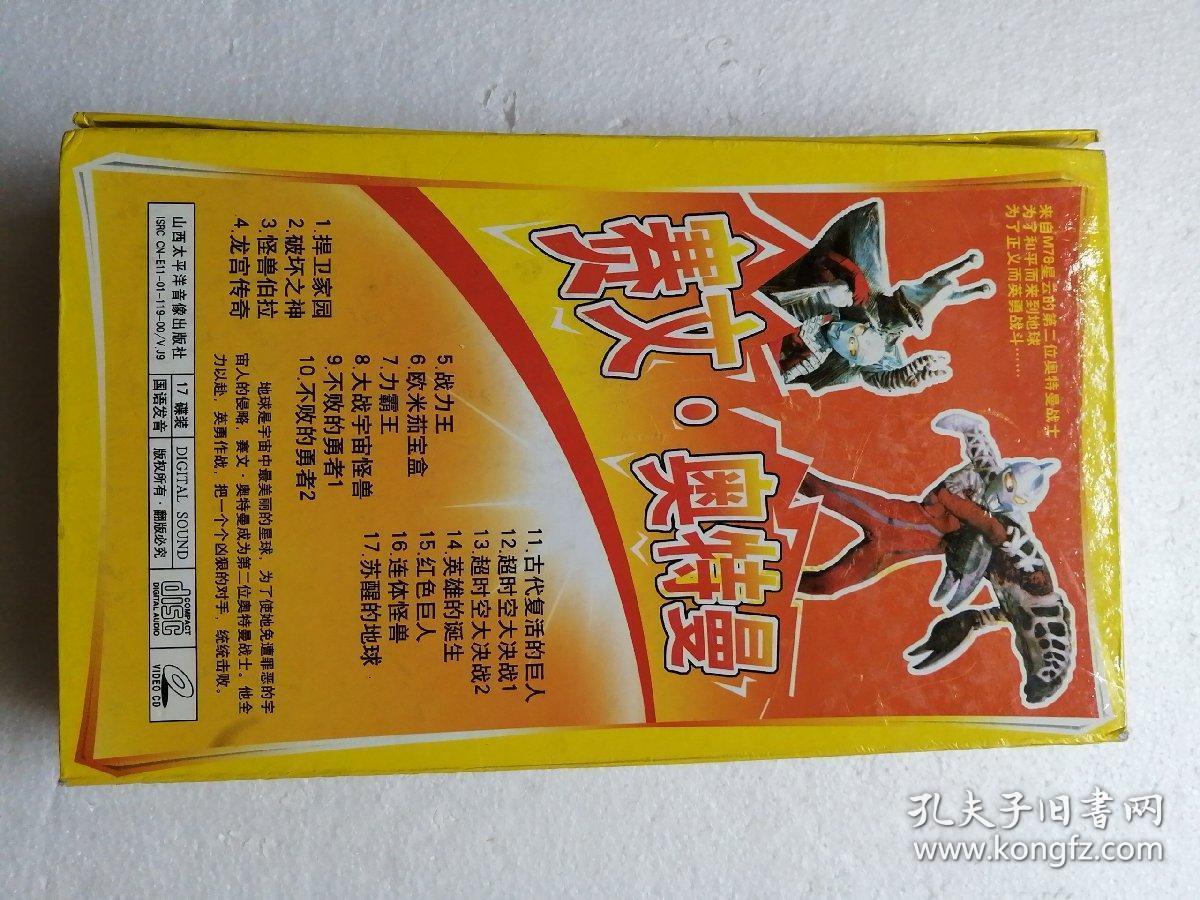 来自M78星云的第二位奥特曼战士
为了和平而来到地球
为了正义而英勇战斗……
赛文·奥特曼
1.捍卫家园
2.破坏之神
3.怪兽伯拉
4.龙宫传奇
5.战力王
6.欧米茄宝盒
7.力霸王
8.大战宇宙怪兽
9.不败的勇者1
10.不败的勇者2
11.古代复活的巨人
12.超时空大决战1
13.超时空大决战2
14.英雄的诞生
15.红色巨人
16.连体怪兽
17.苏醒的地球
地球是宇宙中最美丽的星球,为了使她免遭罪恶的宇
宙人的侵略,赛文·奥特曼成为第二位奥特曼战士。他全
力以赴,英勇作战,把一个个凶狠的对手,统统击败。
山西太平洋音像出版社
ISRC CN-E11-01-119-00/V.J9
17碟装
国语发音
DIGITAL SOUND
版权所有·翻版必究
COMPACT
disc
DIGITAL AUDIO
VIDEO CD
孔夫子旧书网
www.kongfz.com